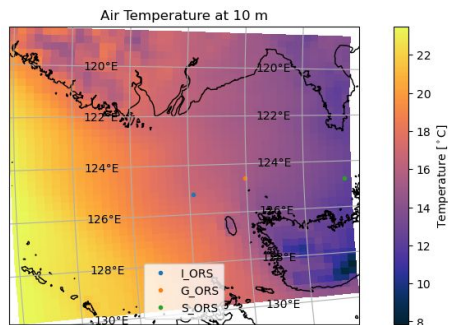 Air Temperature at 10 m
120°E
120°E
122°E
122°E
124°E
124°E
126°E
126°E
128°E
128°E
130°E
130°E
I_ORS
G_ORS
S_ORS
22
20
18
16
14
12
10
8
Temperature [°C]